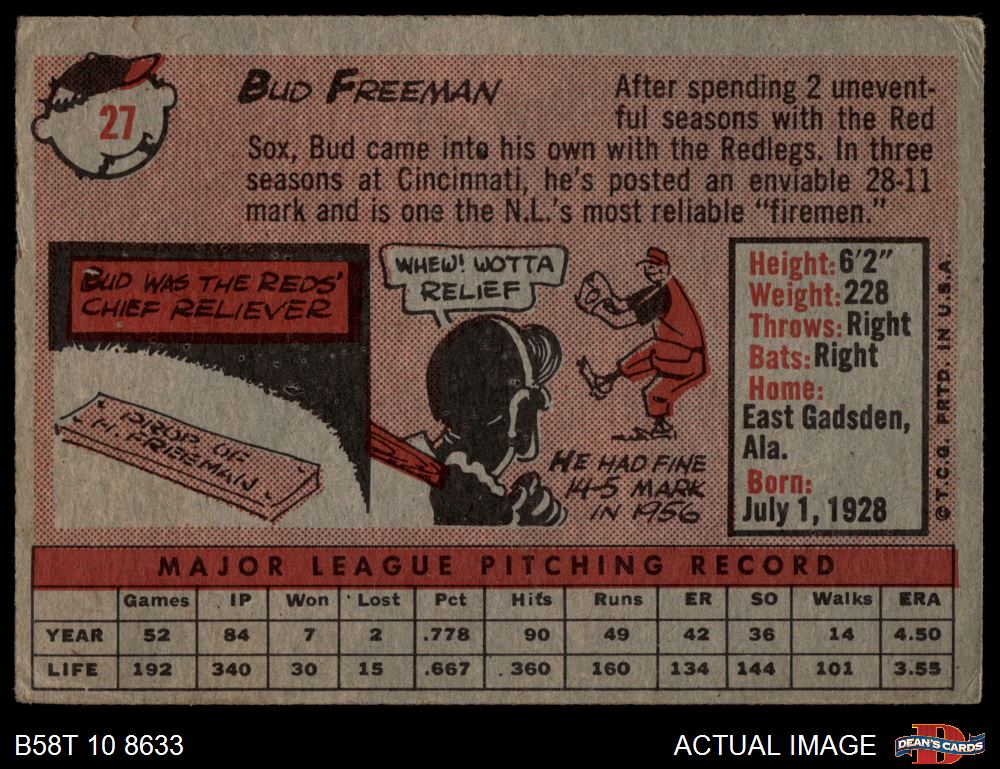 27
BUD FREEMAN
After spending 2 unevent-
ful seasons with the Red
Sox, Bud came into his own with the Redlegs. In three
seasons at Cincinnati, he's posted an enviable 28-11
mark and is one the N.L.'s most reliable "firemen."
BUD WAS THE REDS'
CHIEF RELIEVER
WHEW! WOTTA
RELIEF
PROP. OF
H. FREEMAN
HE HAD FINE
14-5 MARK
IN 1956
Height: 6'2"
Weight: 228
Throws: Right
Bats: Right
Home:
East Gadsden,
Ala.
Born:
July 1, 1928
© T.C.G. PRTD. IN U.S.A.
MAJOR LEAGUE PITCHING RECORD
Games IP Won Lost Pct Hits Runs ER SO Walks ERA
YEAR 52 84 7 2 .778 90 49 42 36 14 4.50
LIFE 192 340 30 15 .667 360 160 134 144 101 3.55
B58T 10 8633
ACTUAL IMAGE
D
DEAN'S CARDS